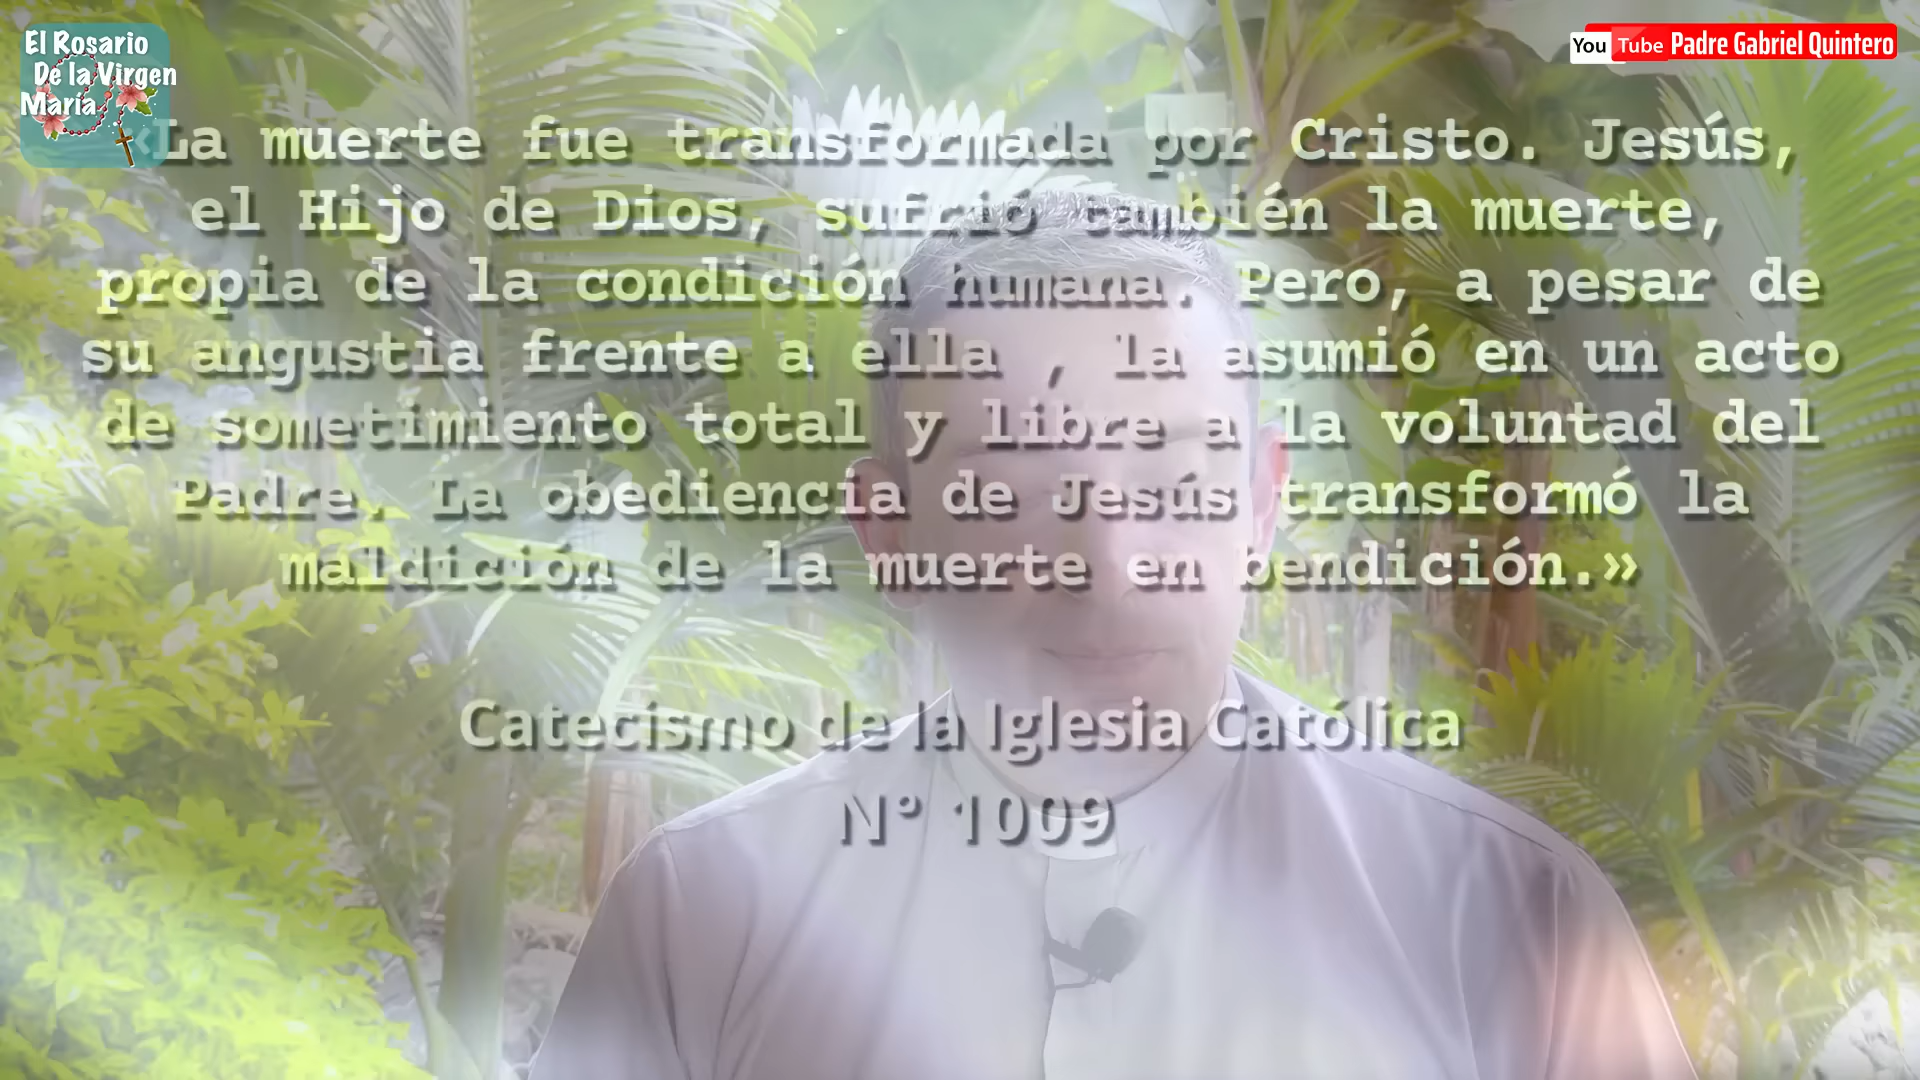 El Rosario
De la Virgen
María
You Tube Padre Gabriel Quintero
«La muerte fue transformada por Cristo. Jesús,
el Hijo de Dios, sufrió también la muerte,
propia de la condición humana. Pero, a pesar de
su angustia frente a ella , la asumió en un acto
de sometimiento total y libre a la voluntad del
Padre. La obediencia de Jesús transformó la
maldición de la muerte en bendición.»
Catecismo de la Iglesia Católica
Nº 1009